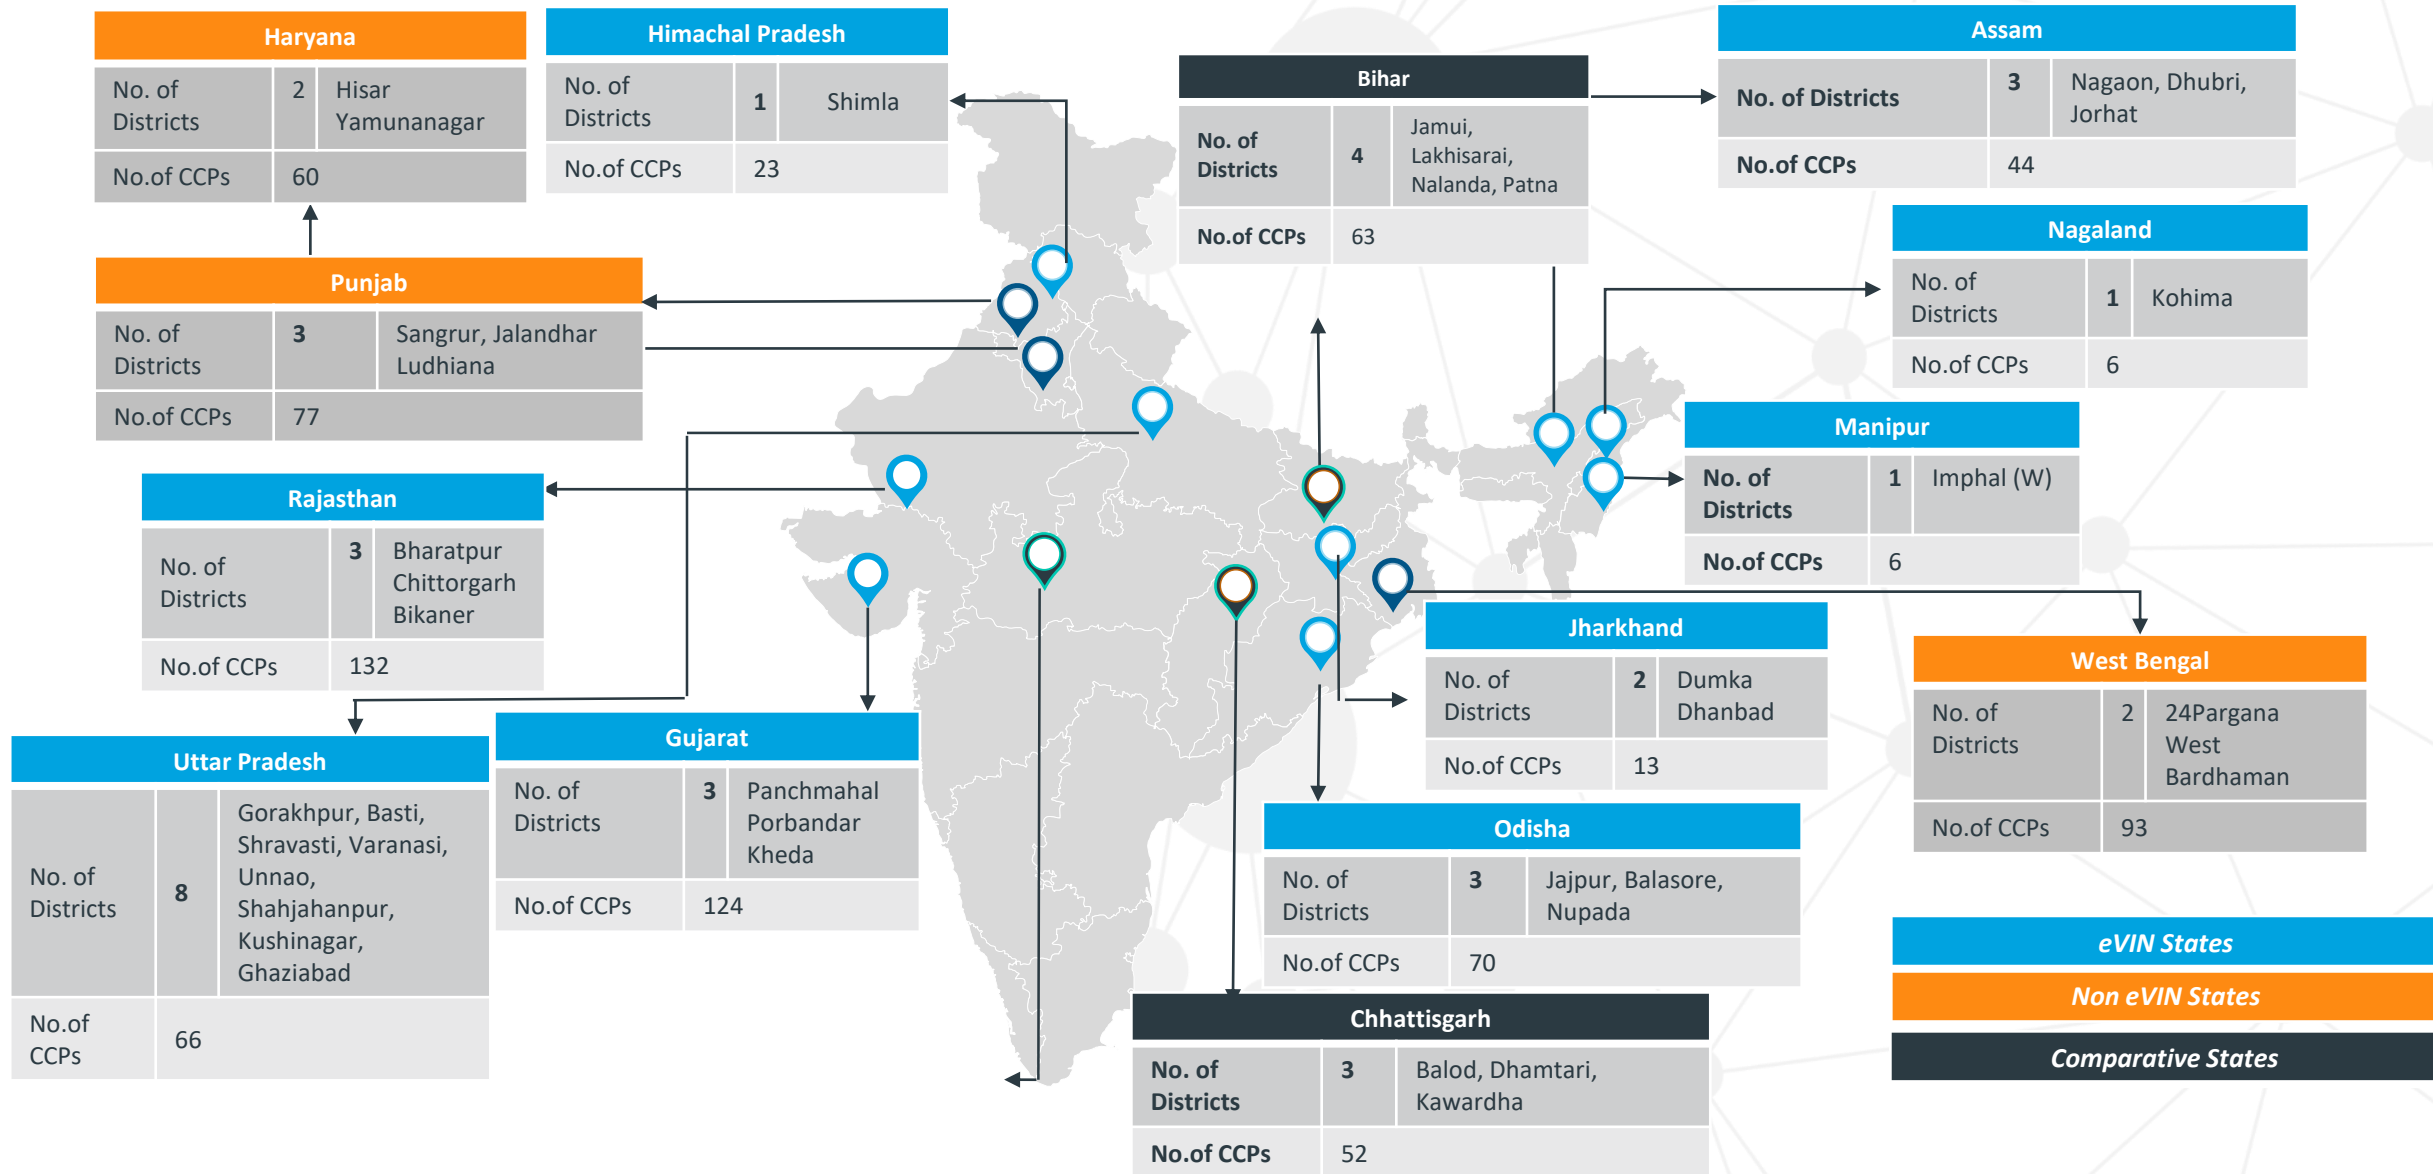 Haryana
No. of 2 Hisar
Districts Yamunanagar
No.of CCPs 60
Himachal Pradesh
No. of
Districts 1 Shimla
No.of CCPs 23
Bihar
No. of
Districts 4 Jamui,
Lakhisarai,
Nalanda, Patna
No.of CCPs 63
Assam
No. of Districts 3 Nagaon, Dhubri,
Jorhat
No.of CCPs 44
Nagaland
No. of
Districts 1 Kohima
No.of CCPs 6
Punjab
No. of 3 Sangrur, Jalandhar
Districts Ludhiana
No.of CCPs 77
Manipur
No. of 1 Imphal (W)
Districts
No.of CCPs 6
Rajasthan
No. of
Districts 3 Bharatpur
Chittorgarh
Bikaner
No.of CCPs 132
Jharkhand
No. of 2 Dumka
Districts Dhanbad
No.of CCPs 13
West Bengal
No. of 2 24Pargana
Districts West
Bardhaman
No.of CCPs 93
Uttar Pradesh
No. of
Districts 8 Gorakhpur, Basti,
Shravasti, Varanasi,
Unnao,
Shahjahanpur,
Kushinagar,
Ghaziabad
No.of
CCPs 66
Gujarat
No. of 3 Panchmahal
Districts Porbandar
Kheda
No.of CCPs 124
Odisha
No. of 3 Jajpur, Balasore,
Districts Nupada
No.of CCPs 70
Chhattisgarh
No. of 3 Balod, Dhamtari,
Districts Kawardha
No.of CCPs 52
eVIN States
Non eVIN States
Comparative States